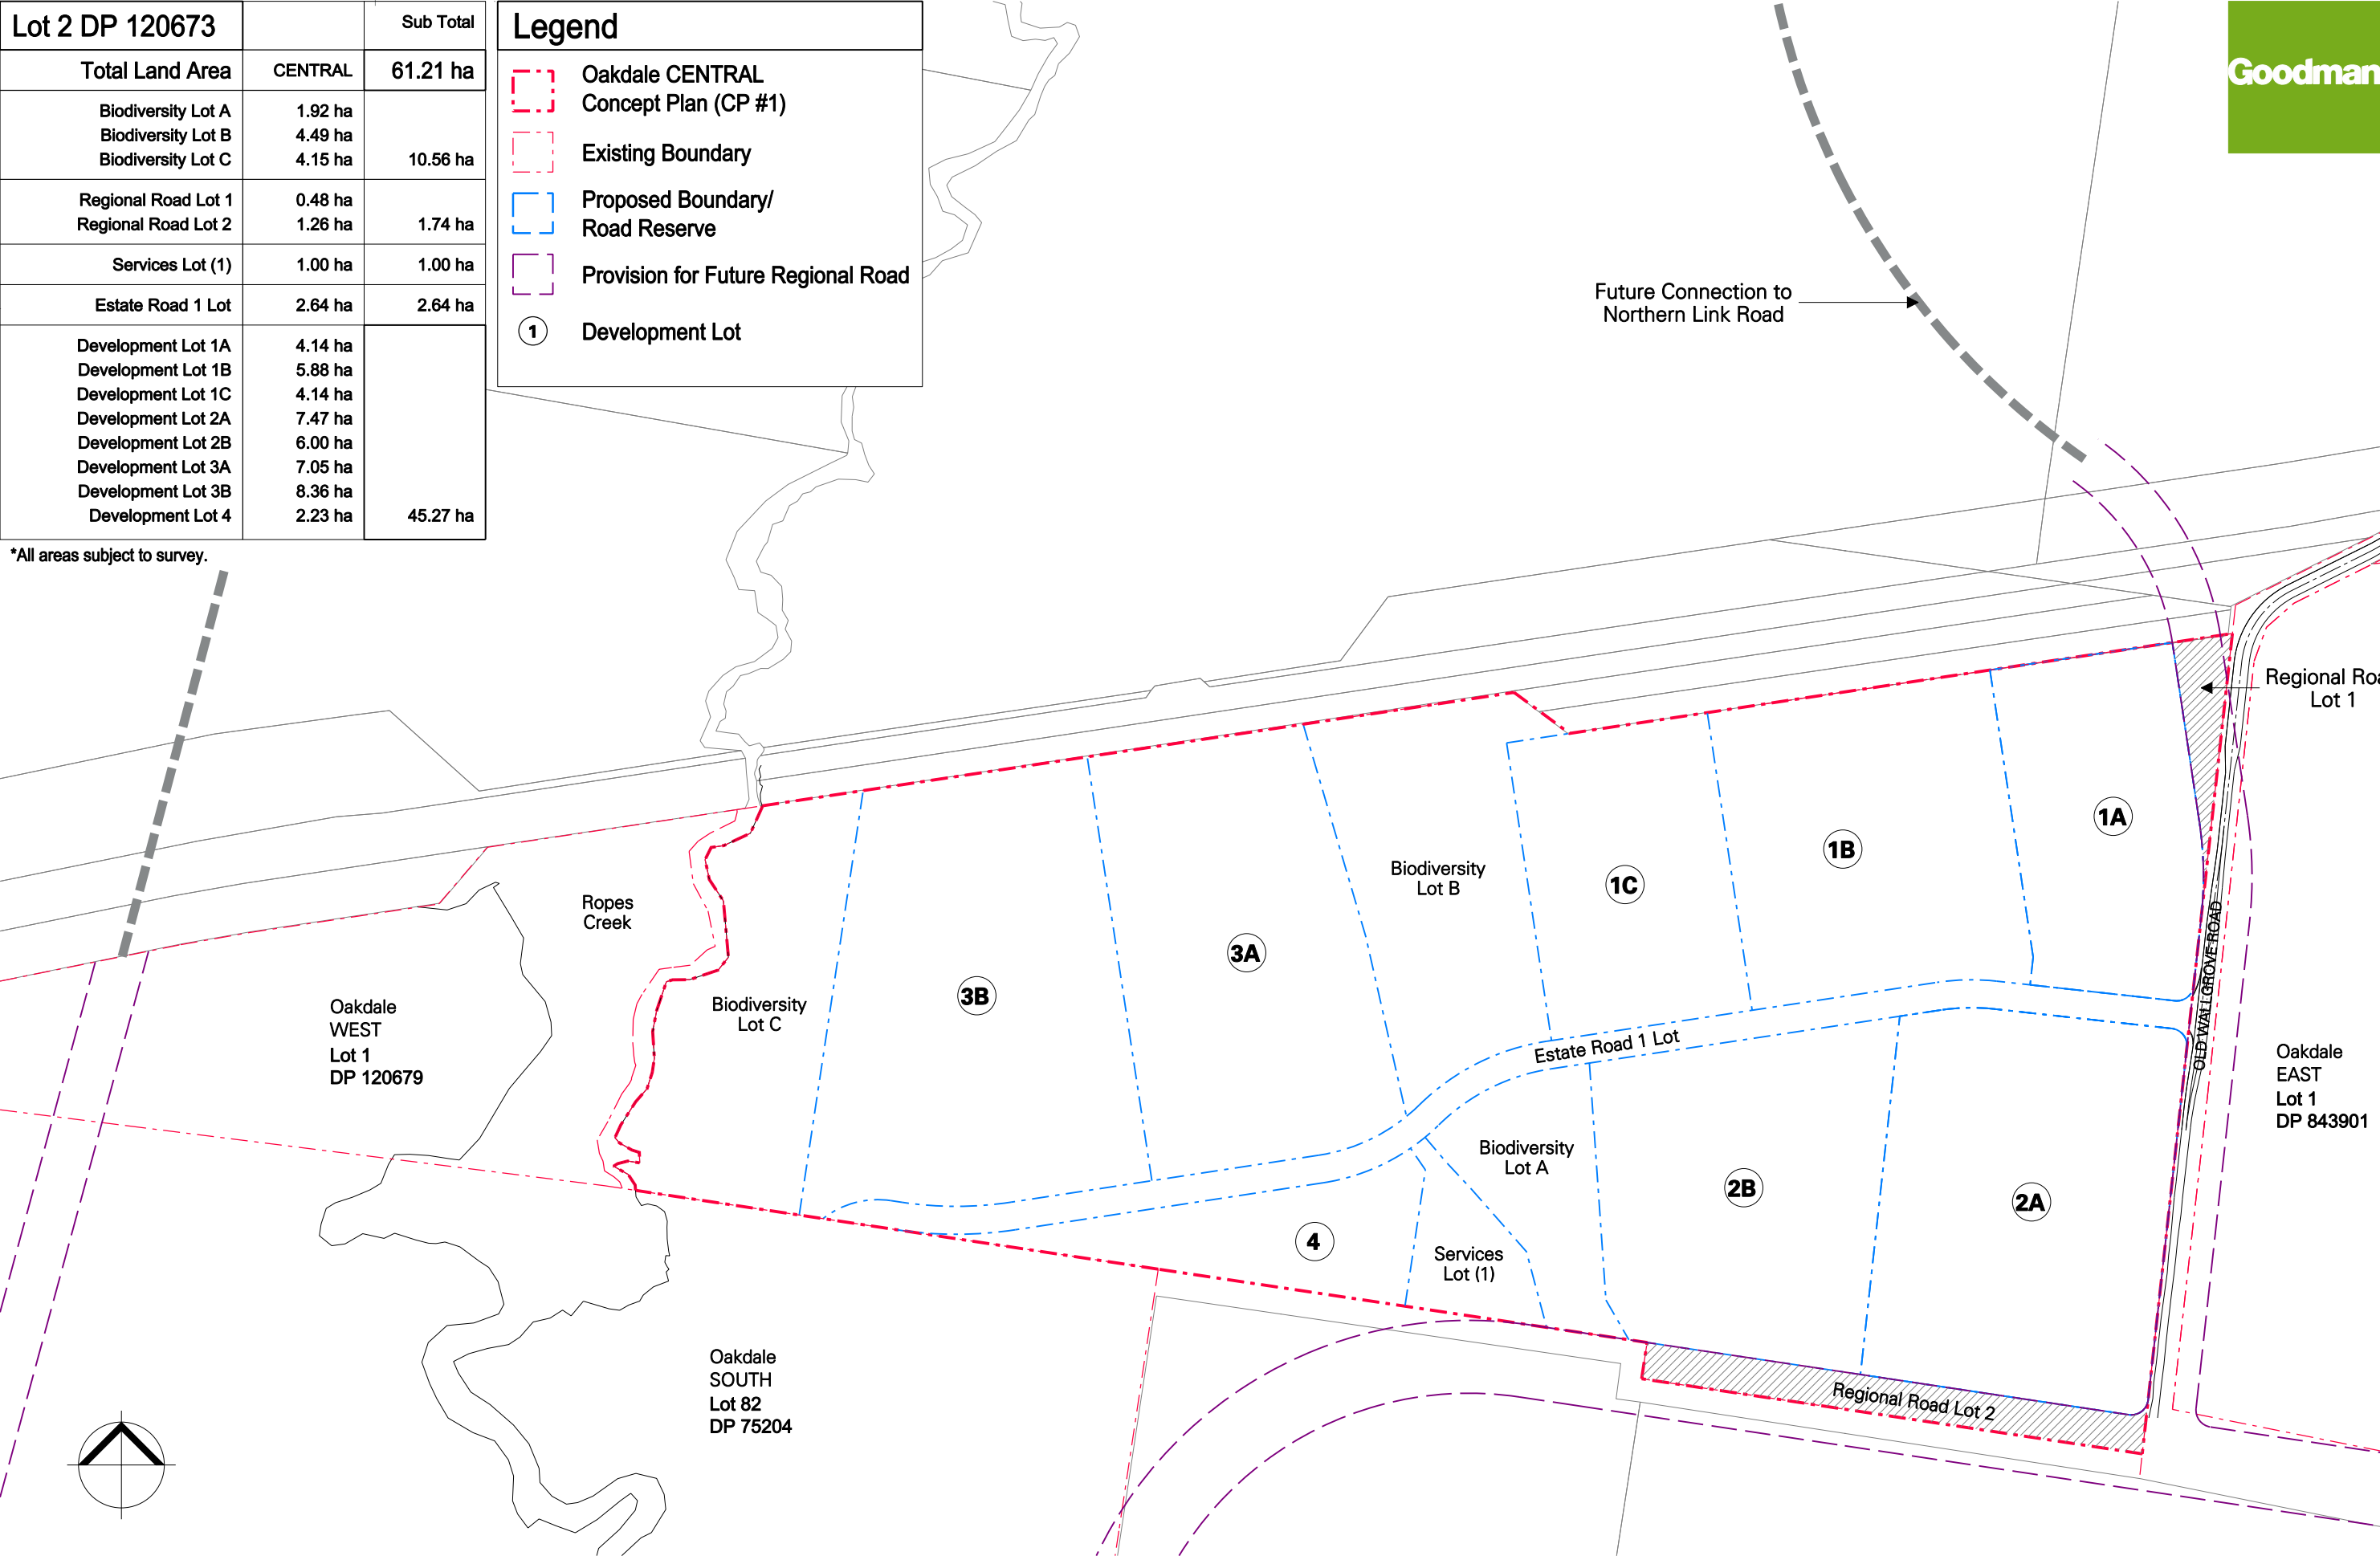 Lot 2 DP 120673 Sub Total
Total Land Area CENTRAL 61.21 ha
Biodiversity Lot A 1.92 ha
Biodiversity Lot B 4.49 ha
Biodiversity Lot C 4.15 ha 10.56 ha
Regional Road Lot 1 0.48 ha
Regional Road Lot 2 1.26 ha 1.74 ha
Services Lot (1) 1.00 ha 1.00 ha
Estate Road 1 Lot 2.64 ha 2.64 ha
Development Lot 1A 4.14 ha
Development Lot 1B 5.88 ha
Development Lot 1C 4.14 ha
Development Lot 2A 7.47 ha
Development Lot 2B 6.00 ha
Development Lot 3A 7.05 ha
Development Lot 3B 8.36 ha
Development Lot 4 2.23 ha 45.27 ha
*All areas subject to survey.
Legend
Oakdale CENTRAL
Concept Plan (CP #1)
Existing Boundary
Proposed Boundary/
Road Reserve
Provision for Future Regional Road
1 Development Lot
Goodman
Future Connection to
Northern Link Road
Regional Roa
Lot 1
1A
1B
1C
Biodiversity
Lot B
3A
3B
Ropes
Creek
Biodiversity
Lot C
Oakdale
WEST
Lot 1
DP 120679
Estate Road 1 Lot
OLD WALLGROVE ROAD
Oakdale
EAST
Lot 1
DP 843901
Biodiversity
Lot A
2B
2A
4
Services
Lot (1)
Oakdale
SOUTH
Lot 82
DP 75204
Regional Road Lot 2